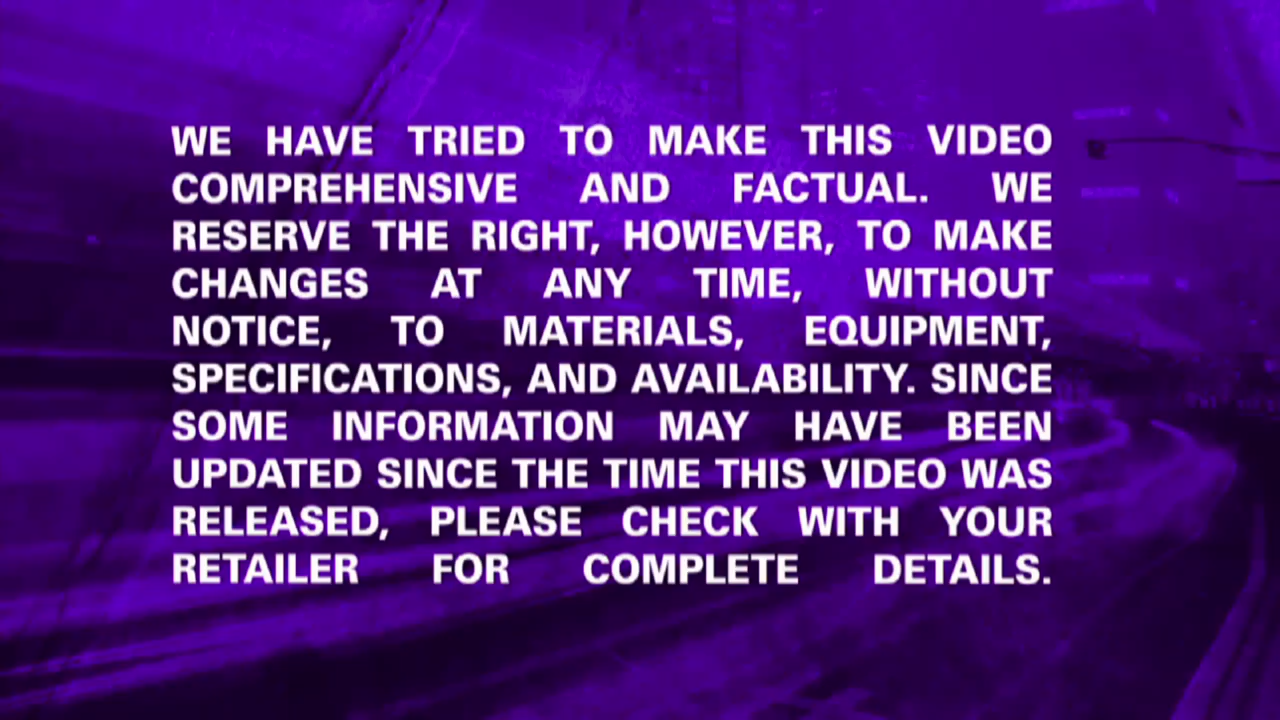 WE HAVE TRIED TO MAKE THIS VIDEO
COMPREHENSIVE AND FACTUAL. WE
RESERVE THE RIGHT, HOWEVER, TO MAKE
CHANGES AT ANY TIME, WITHOUT
NOTICE, TO MATERIALS, EQUIPMENT,
SPECIFICATIONS, AND AVAILABILITY. SINCE
SOME INFORMATION MAY HAVE BEEN
UPDATED SINCE THE TIME THIS VIDEO WAS
RELEASED, PLEASE CHECK WITH YOUR
RETAILER FOR COMPLETE DETAILS.